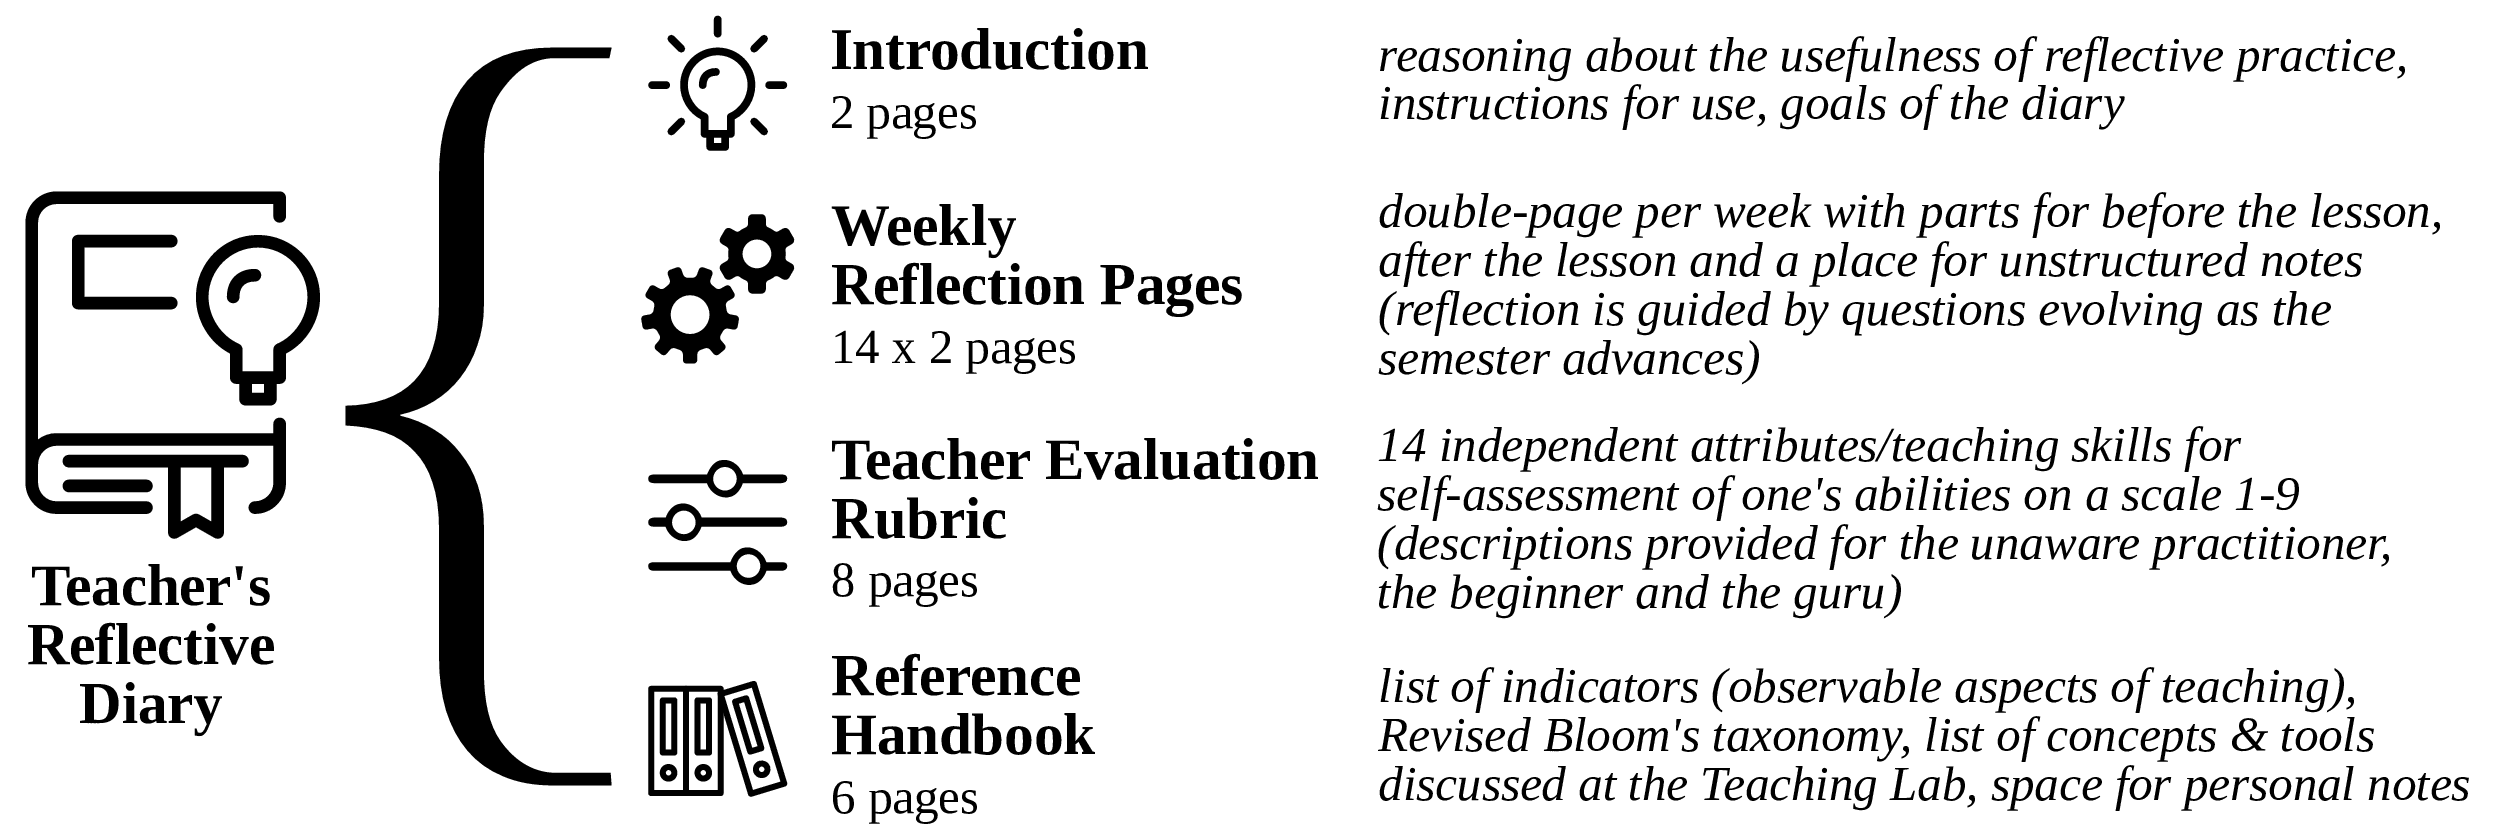 Teacher's
Reflective
Diary
Introduction
2 pages
reasoning about the usefulness of reflective practice,
instructions for use, goals of the diary
Weekly
Reflection Pages
14 x 2 pages
double-page per week with parts for before the lesson,
after the lesson and a place for unstructured notes
(reflection is guided by questions evolving as the
semester advances)
Teacher Evaluation
Rubric
8 pages
14 independent attributes/teaching skills for
self-assessment of one's abilities on a scale 1-9
(descriptions provided for the unaware practitioner,
the beginner and the guru)
Reference
Handbook
6 pages
list of indicators (observable aspects of teaching),
Revised Bloom's taxonomy, list of concepts & tools
discussed at the Teaching Lab, space for personal notes